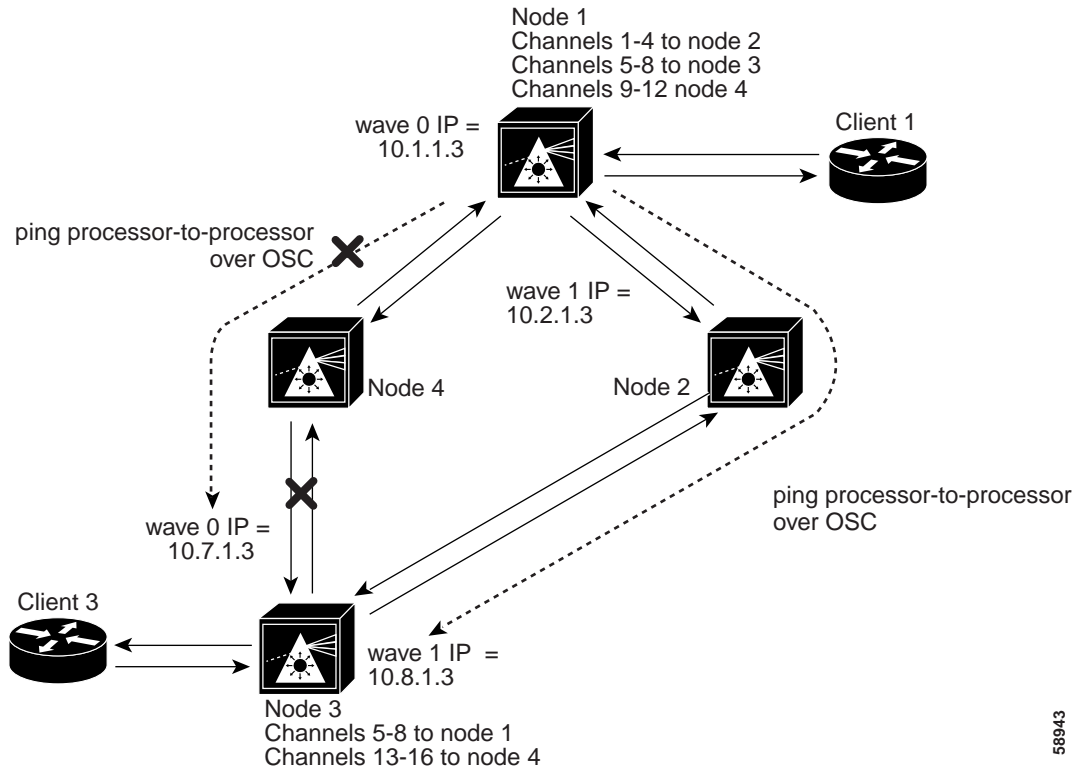 Node 1
Channels 1-4 to node 2
Channels 5-8 to node 3
Channels 9-12 node 4
wave 0 IP =
10.1.1.3
Client 1
ping processor-to-processor
over OSC
wave 1 IP =
10.2.1.3
Node 4
Node 2
ping processor-to-processor
over OSC
wave 0 IP =
10.7.1.3
Client 3
wave 1 IP =
10.8.1.3
Node 3
Channels 5-8 to node 1
Channels 13-16 to node 4
58943